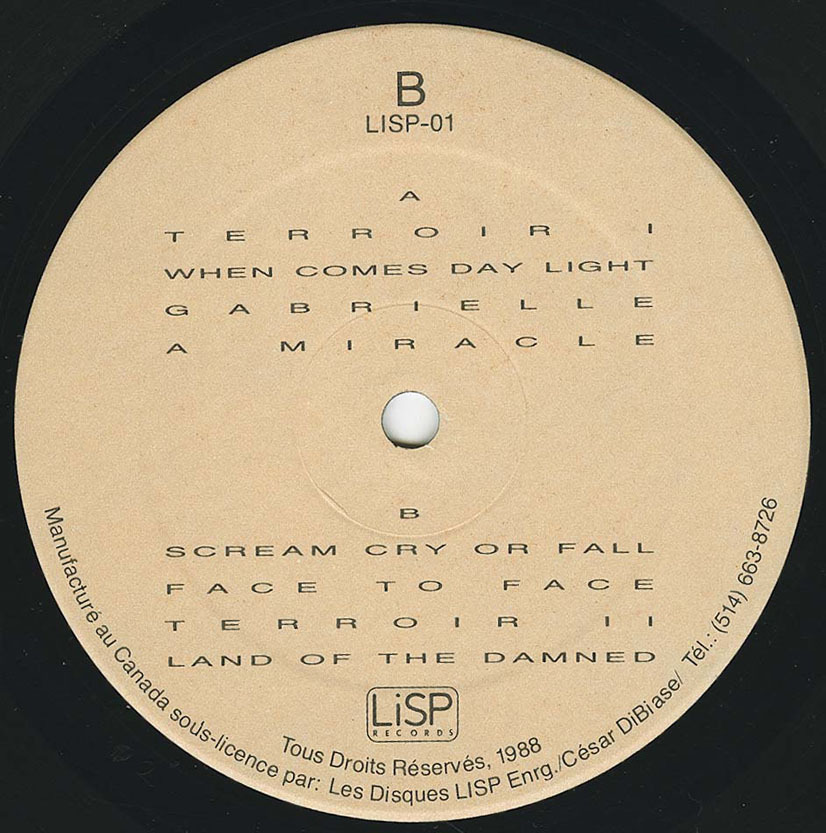 B
LISP-01
A
TERROIR I
WHEN COMES DAY LIGHT
GABRIELLE
A MIRACLE
B
SCREAM CRY OR FALL
FACE TO FACE
TERROIR II
LAND OF THE DAMNED
LiSP
RECORDS
Tous Droits Réservés, 1988
Manufacturé au Canada sous-licence par: Les Disques LISP Enrg./César DiBiase/ Tél.: (514) 663-8726